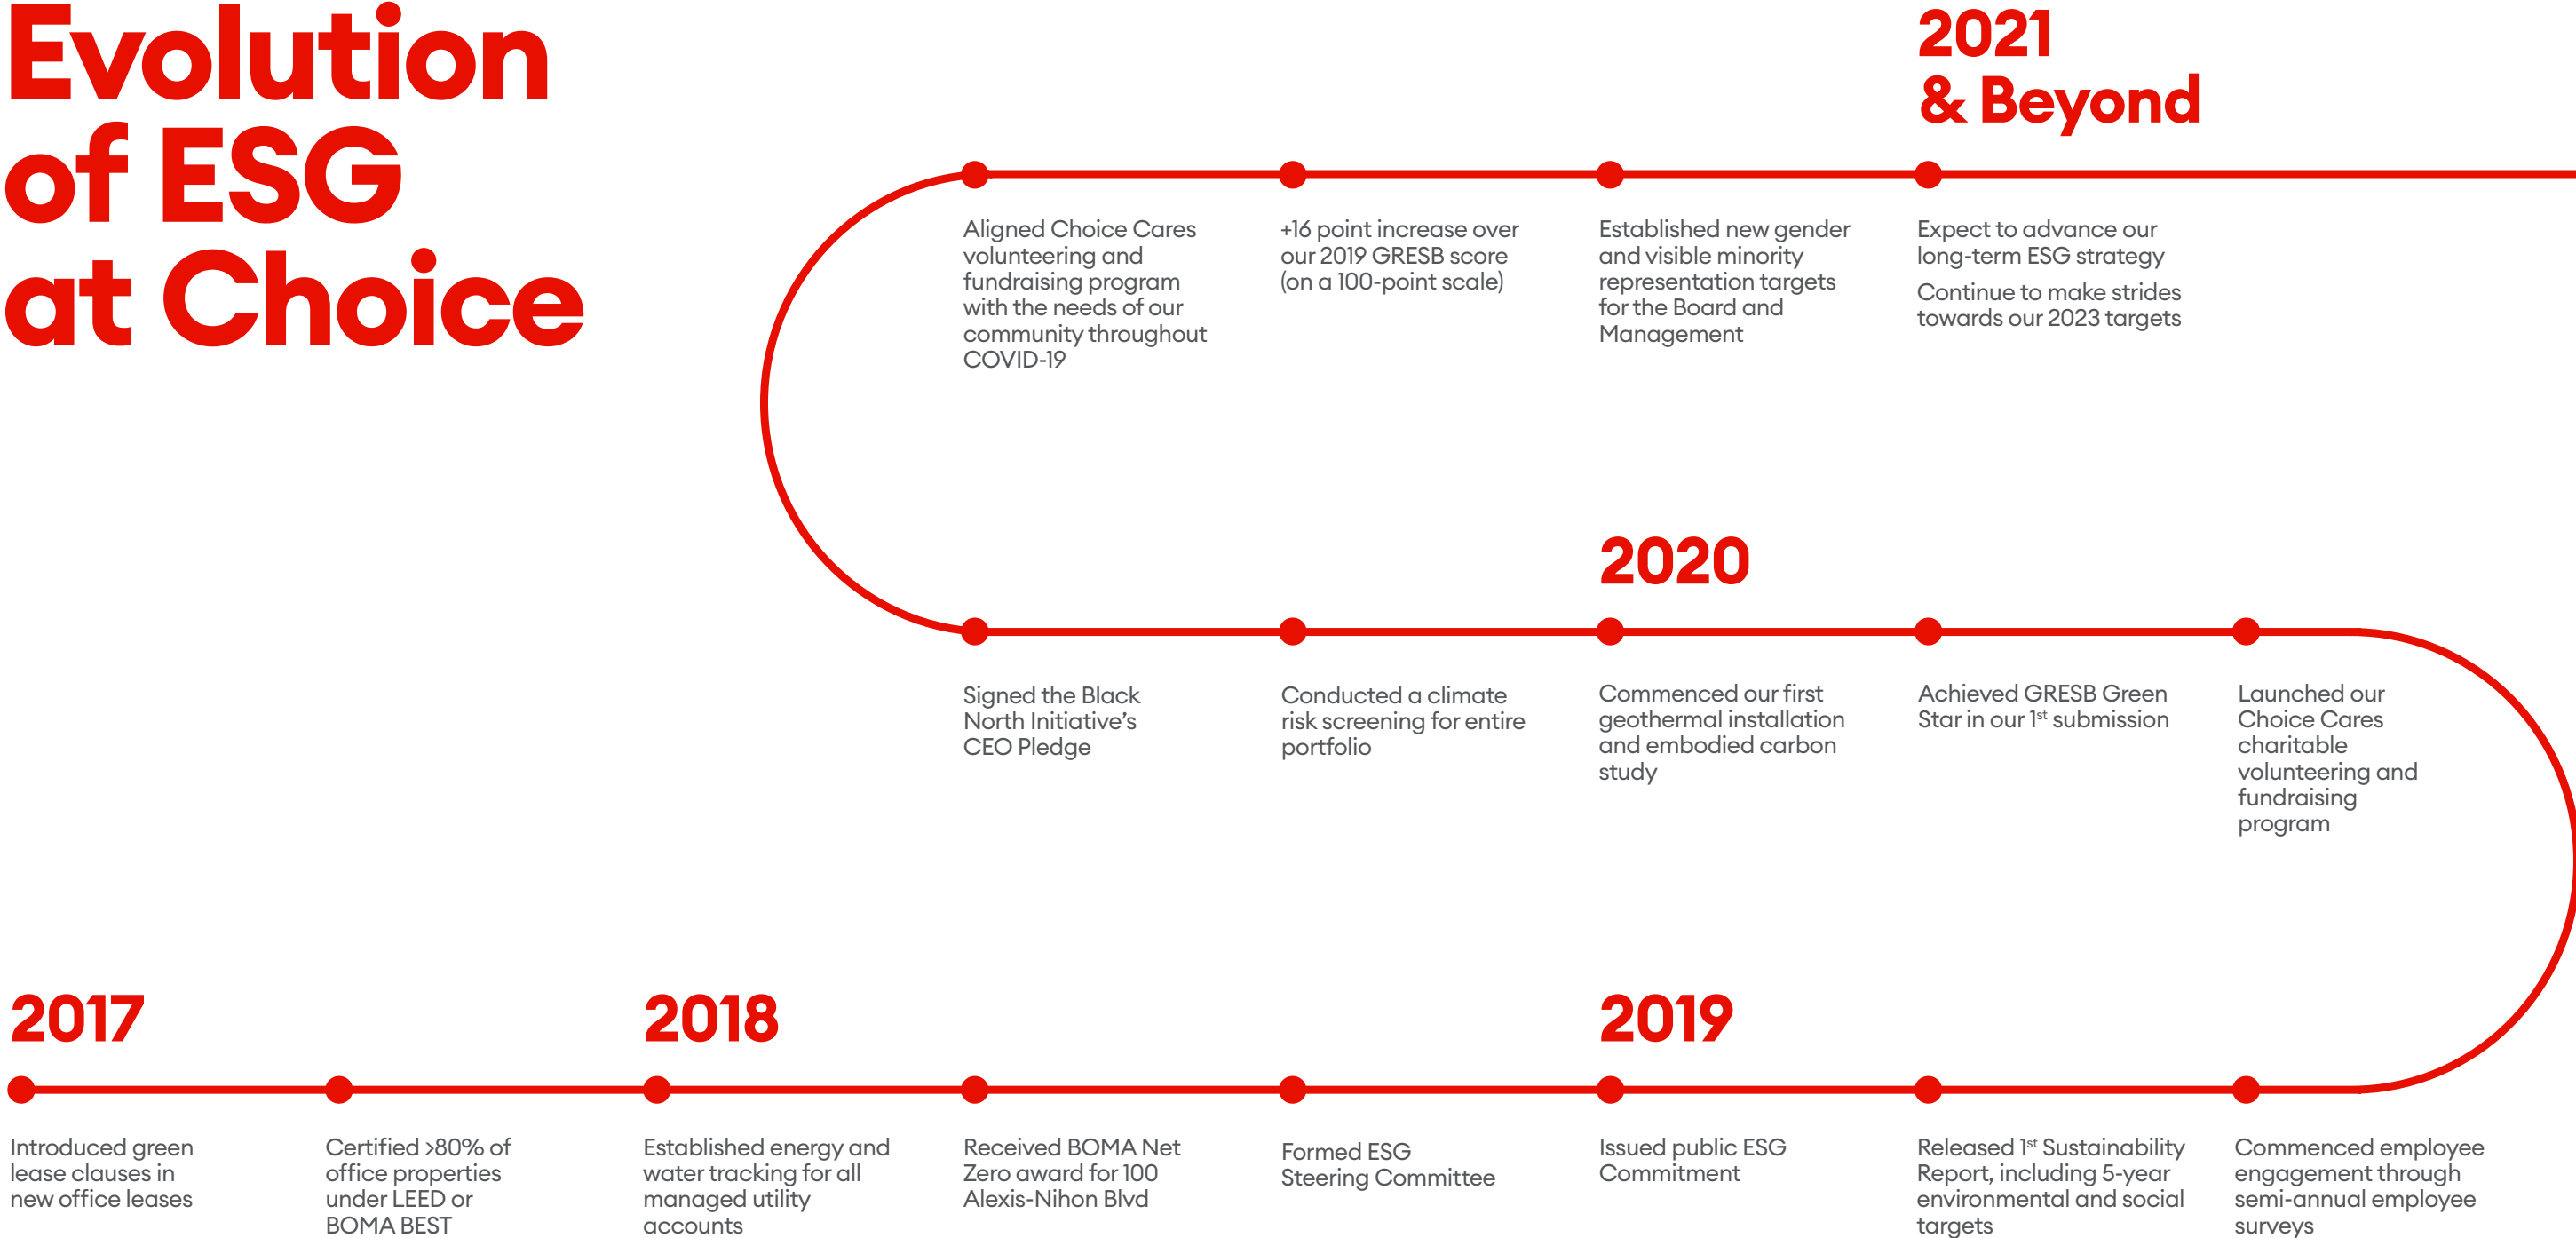 Evolution
of ESG
at Choice
2021
& Beyond
Aligned Choice Cares
volunteering and
fundraising program
with the needs of our
community throughout
COVID-19
+16 point increase over
our 2019 GRESB score
(on a 100-point scale)
Established new gender
and visible minority
representation targets
for the Board and
Management
Expect to advance our
long-term ESG strategy
Continue to make strides
towards our 2023 targets
2020
Signed the Black
North Initiative’s
CEO Pledge
Conducted a climate
risk screening for entire
portfolio
Commenced our first
geothermal installation
and embodied carbon
study
Achieved GRESB Green
Star in our 1st submission
Launched our
Choice Cares
charitable
volunteering and
fundraising
program
2017
2018
2019
Introduced green
lease clauses in
new office leases
Certified >80% of
office properties
under LEED or
BOMA BEST
Established energy and
water tracking for all
managed utility
accounts
Received BOMA Net
Zero award for 100
Alexis-Nihon Blvd
Formed ESG
Steering Committee
Issued public ESG
Commitment
Released 1st Sustainability
Report, including 5-year
environmental and social
targets
Commenced employee
engagement through
semi-annual employee
surveys